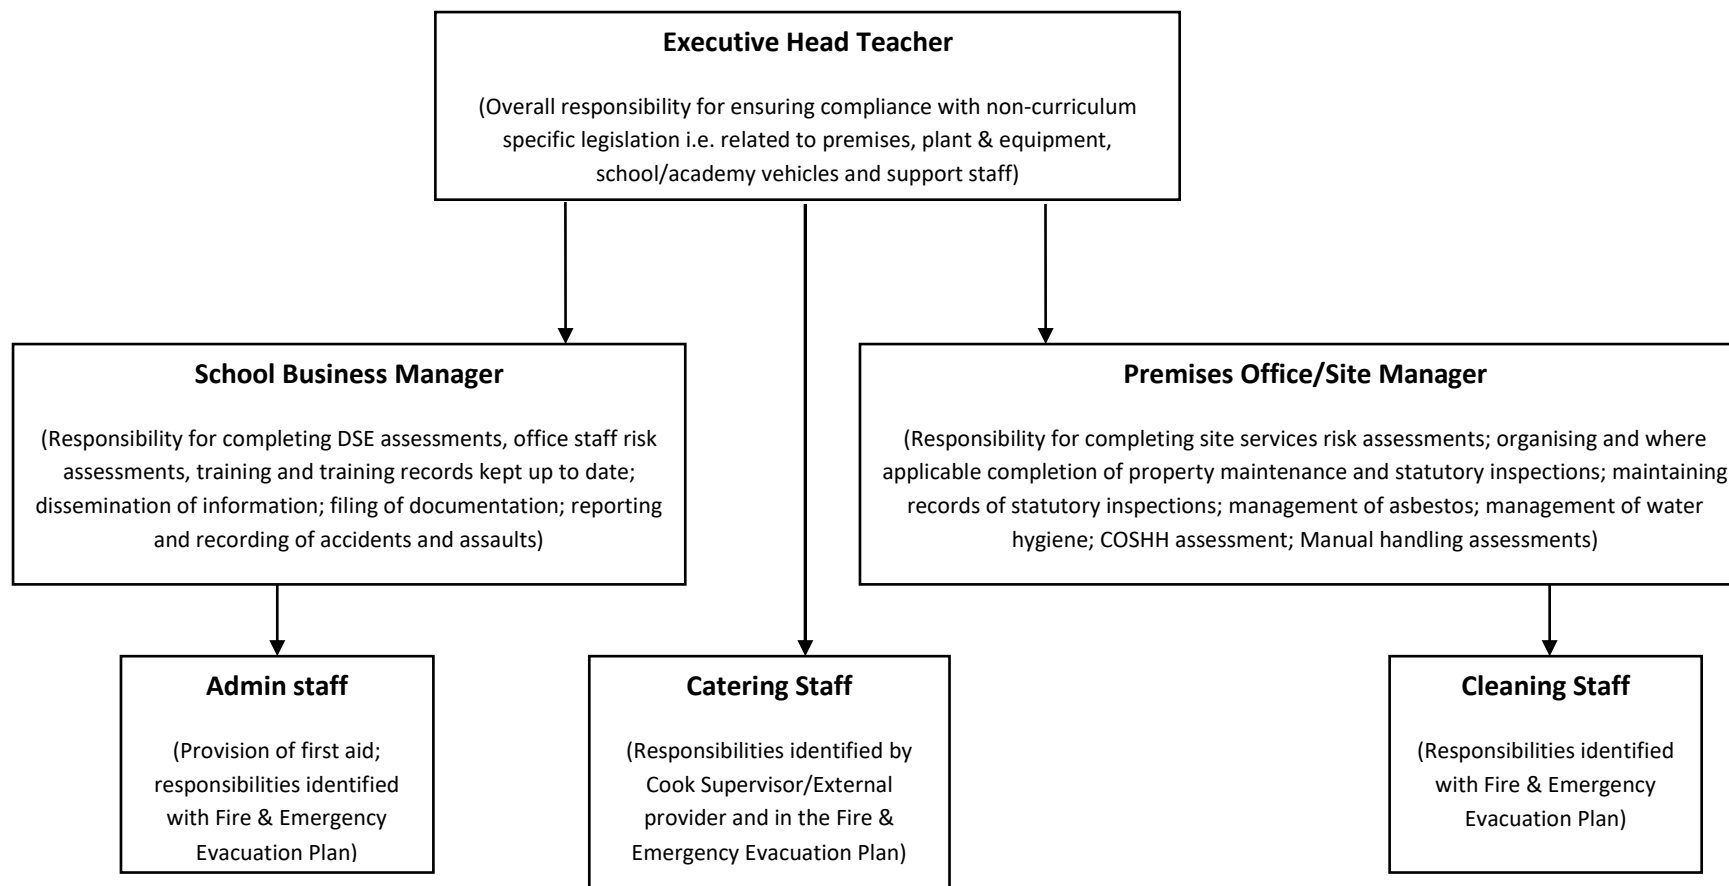 Executive Head Teacher
(Overall responsibility for ensuring compliance with non-curriculum
specific legislation i.e. related to premises, plant & equipment,
school/academy vehicles and support staff)
School Business Manager
(Responsibility for completing DSE assessments, office staff risk
assessments, training and training records kept up to date;
dissemination of information; filing of documentation; reporting
and recording of accidents and assaults)
Premises Office/Site Manager
(Responsibility for completing site services risk assessments; organising and where
applicable completion of property maintenance and statutory inspections; maintaining
records of statutory inspections; management of asbestos; management of water
hygiene; COSHH assessment; Manual handling assessments)
Admin staff
(Provision of first aid;
responsibilities identified
with Fire & Emergency
Evacuation Plan)
Catering Staff
(Responsibilities identified by
Cook Supervisor/External
provider and in the Fire &
Emergency Evacuation Plan)
Cleaning Staff
(Responsibilities identified
with Fire & Emergency
Evacuation Plan)